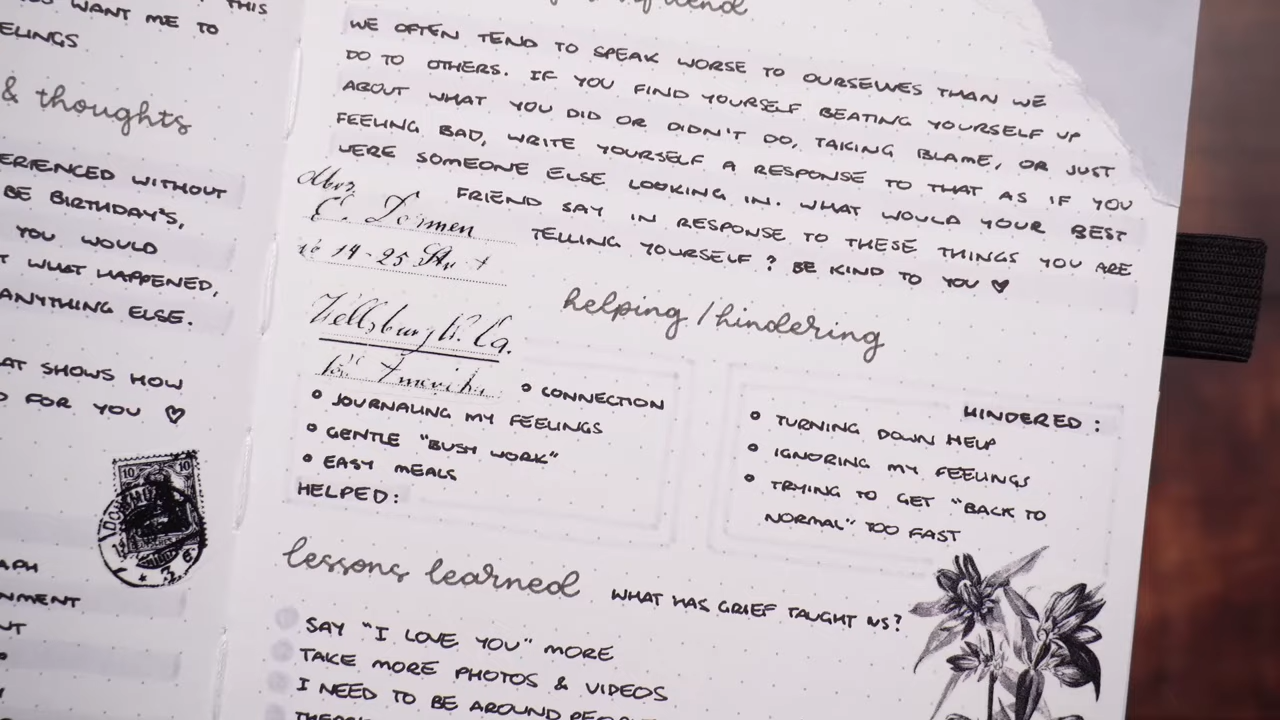 THIS
WANT ME TO
& thoughts
WITHOUT
BE BIRTHDAY'S,
YOU WOULD
WHAT HAPPENED,
ANYTHING ELSE.
SHOWS HOW
FOR YOU ♡
10 10
WE OFTEN TEND TO SPEAK WORSE TO OURSELVES THAN WE
DO TO OTHERS. IF YOU FIND YOURSELF BEATING YOURSELF UP
ABOUT WHAT YOU DID OR DIDN'T DO, TAKING BLAME, OR JUST
FEELING BAD, WRITE YOURSELF A RESPONSE TO THAT AS IF YOU
WERE SOMEONE ELSE LOOKING IN. WHAT WOULD YOUR BEST
FRIEND SAY IN RESPONSE TO THESE THINGS YOU ARE
TELLING YOURSELF? BE KIND TO YOU ♥
14-25
helping / hindering
• CONNECTION
• JOURNALING MY FEELINGS
• GENTLE "BUSY WORK"
• EASY MEALS
HELPED:
HINDERED:
• TURNING DOWN HELP
• IGNORING MY FEELINGS
• TRYING TO GET "BACK TO
NORMAL" TOO FAST
lessons learned WHAT HAS GRIEF TAUGHT US?
SAY "I LOVE YOU" MORE
TAKE MORE PHOTOS & VIDEOS
I NEED TO BE AROUND